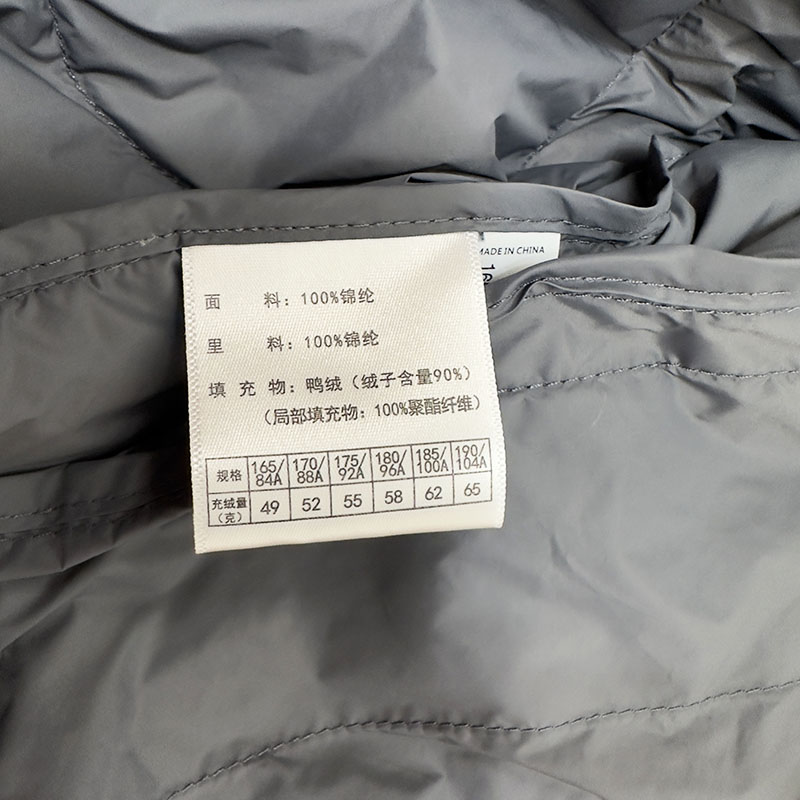 MADE IN CHINA
面 料：100%锦纶
里 料：100%锦纶
填 充 物：鸭绒（绒子含量90%）
（局部填充物：100%聚酯纤维）
规格 165/84A 170/88A 175/92A 180/96A 185/100A 190/104A
充绒量（克） 49 52 55 58 62 65